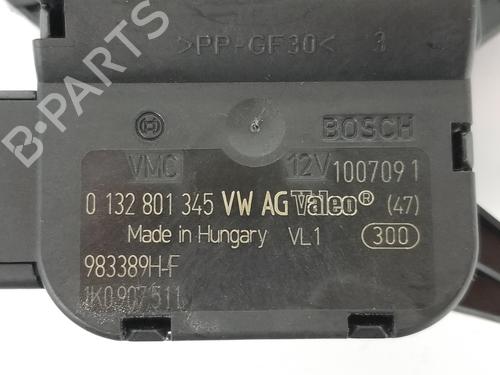 >PP-GF30< 3
BOSCH
VMC 12V 1007091
0 132 801 345 VW AG Valeo® (47)
Made in Hungary VL1 300
983389H-F
1K0 907 511
B-PARTS
B-PARTS